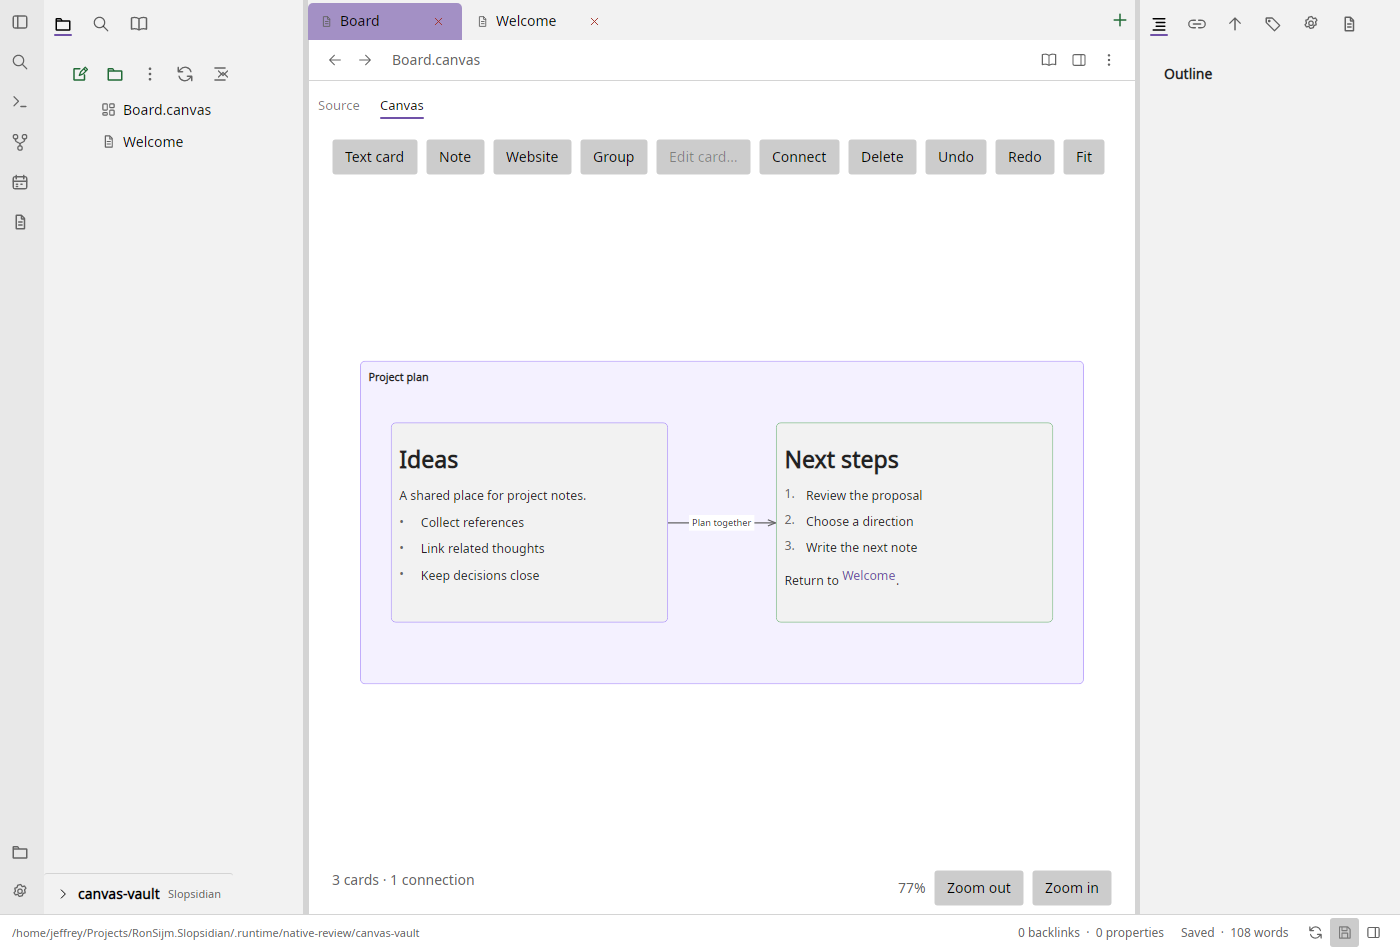 Board
Welcome
Board.canvas
Outline
Board.canvas
Welcome
Source
Canvas
Text card
Note
Website
Group
Edit card...
Connect
Delete
Undo
Redo
Fit
Project plan
Ideas
A shared place for project notes.
• Collect references
• Link related thoughts
• Keep decisions close
Plan together
Next steps
1. Review the proposal
2. Choose a direction
3. Write the next note
Return to Welcome.
3 cards · 1 connection
77%
Zoom out
Zoom in
canvas-vault Slopsidian
/home/jeffrey/Projects/RonSijm.Slopsidian/.runtime/native-review/canvas-vault
0 backlinks · 0 properties
Saved · 108 words